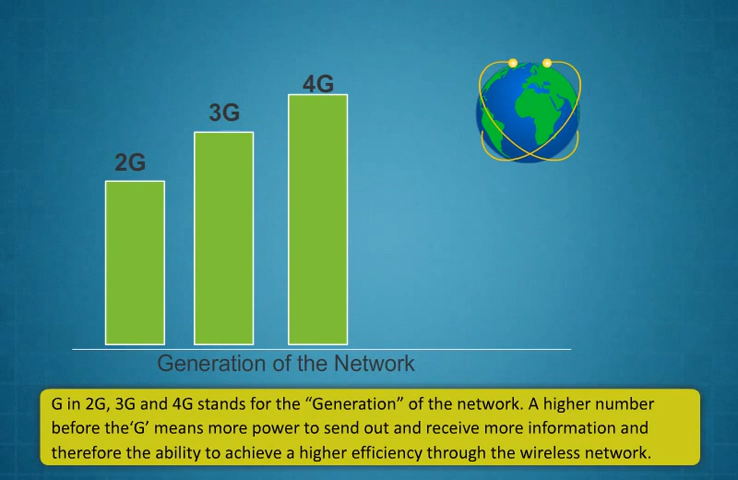 4G
3G
2G
Generation of the Network
G in 2G, 3G and 4G stands for the “Generation” of the network. A higher number
before the‘G’ means more power to send out and receive more information and
therefore the ability to achieve a higher efficiency through the wireless network.